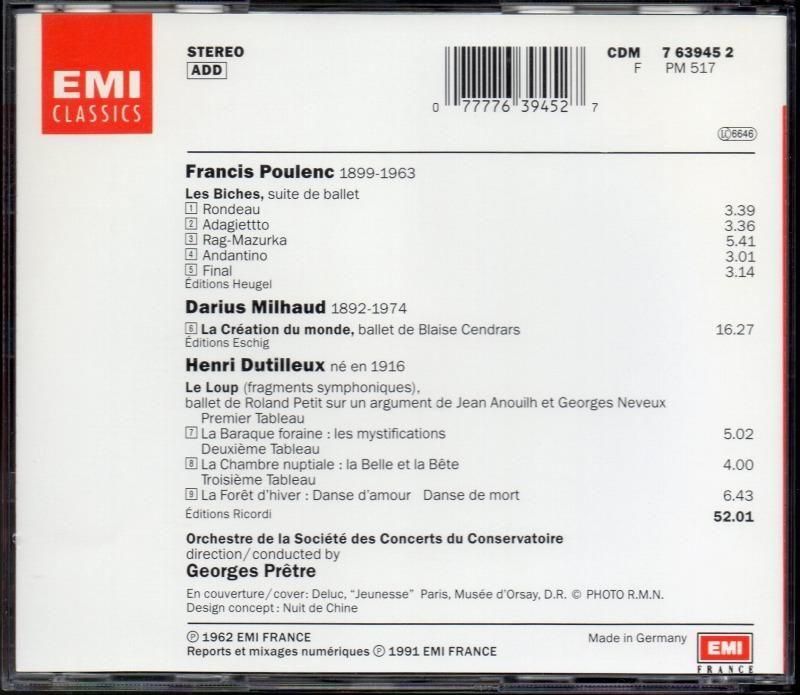 EMI
CLASSICS
STEREO
ADD
0 77776 39452 7
CDM 7 63945 2
F PM 517
LC 6646
Francis Poulenc 1899-1963
Les Biches, suite de ballet
1 Rondeau 3.39
2 Adagiettto 3.36
3 Rag-Mazurka 5.41
4 Andantino 3.01
5 Final 3.14
Éditions Heugel
Darius Milhaud 1892-1974
6 La Création du monde, ballet de Blaise Cendrars 16.27
Éditions Eschig
Henri Dutilleux né en 1916
Le Loup (fragments symphoniques),
ballet de Roland Petit sur un argument de Jean Anouilh et Georges Neveux
Premier Tableau
7 La Baraque foraine : les mystifications 5.02
Deuxième Tableau
8 La Chambre nuptiale : la Belle et la Bête 4.00
Troisième Tableau
9 La Forêt d'hiver : Danse d'amour Danse de mort 6.43
Éditions Ricordi 52.01
Orchestre de la Société des Concerts du Conservatoire
direction/conducted by
Georges Prêtre
En couverture/cover: Deluc, "Jeunesse" Paris, Musée d'Orsay, D.R. © PHOTO R.M.N.
Design concept : Nuit de Chine
℗ 1962 EMI FRANCE
Reports et mixages numériques ℗ 1991 EMI FRANCE
Made in Germany
EMI
FRANCE